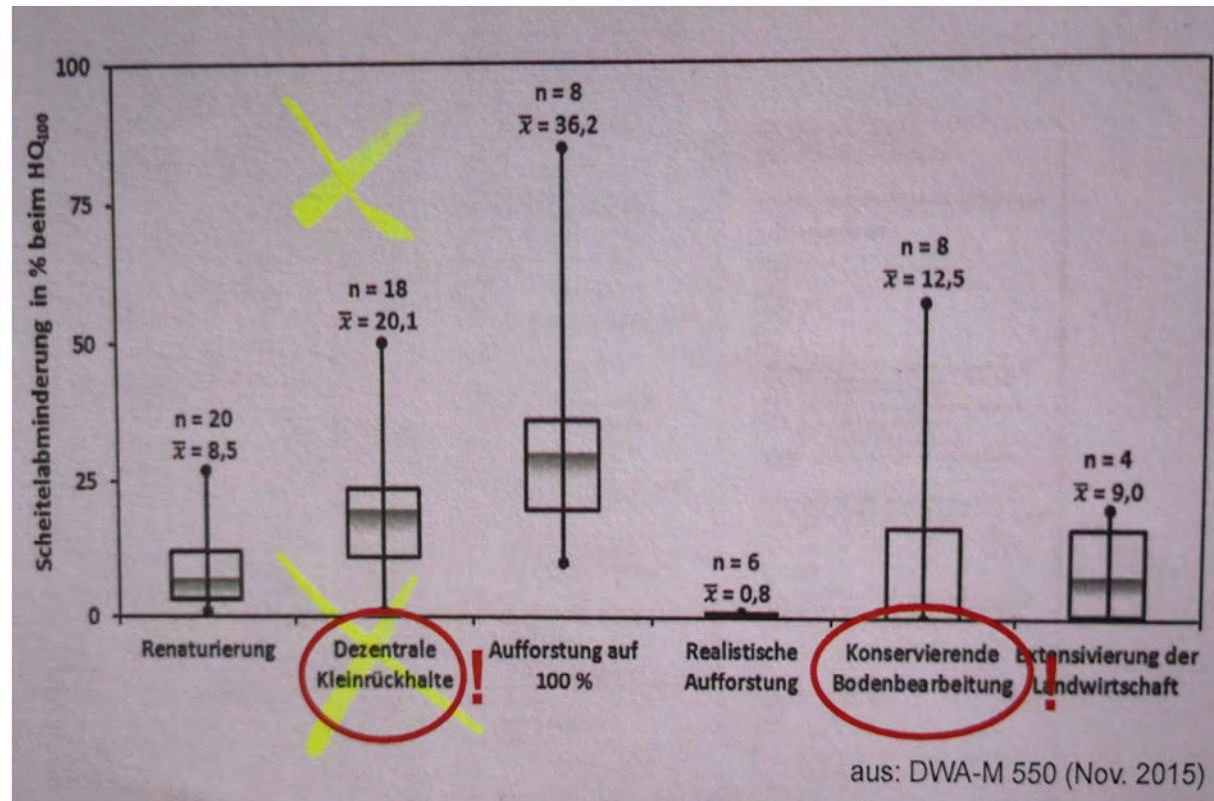 Scheitelabminderung in % beim HQ100
100
75
50
25
0
n = 20
x̅ = 8,5
n = 18
x̅ = 20,1
n = 8
x̅ = 36,2
n = 6
x̅ = 0,8
n = 8
x̅ = 12,5
n = 4
x̅ = 9,0
Renaturierung
Dezentrale
Kleinrückhalte
!
Aufforstung auf
100 %
Realistische
Aufforstung
Konservierende
Bodenbearbeitung
!
Extensivierung der
Landwirtschaft
aus: DWA-M 550 (Nov. 2015)